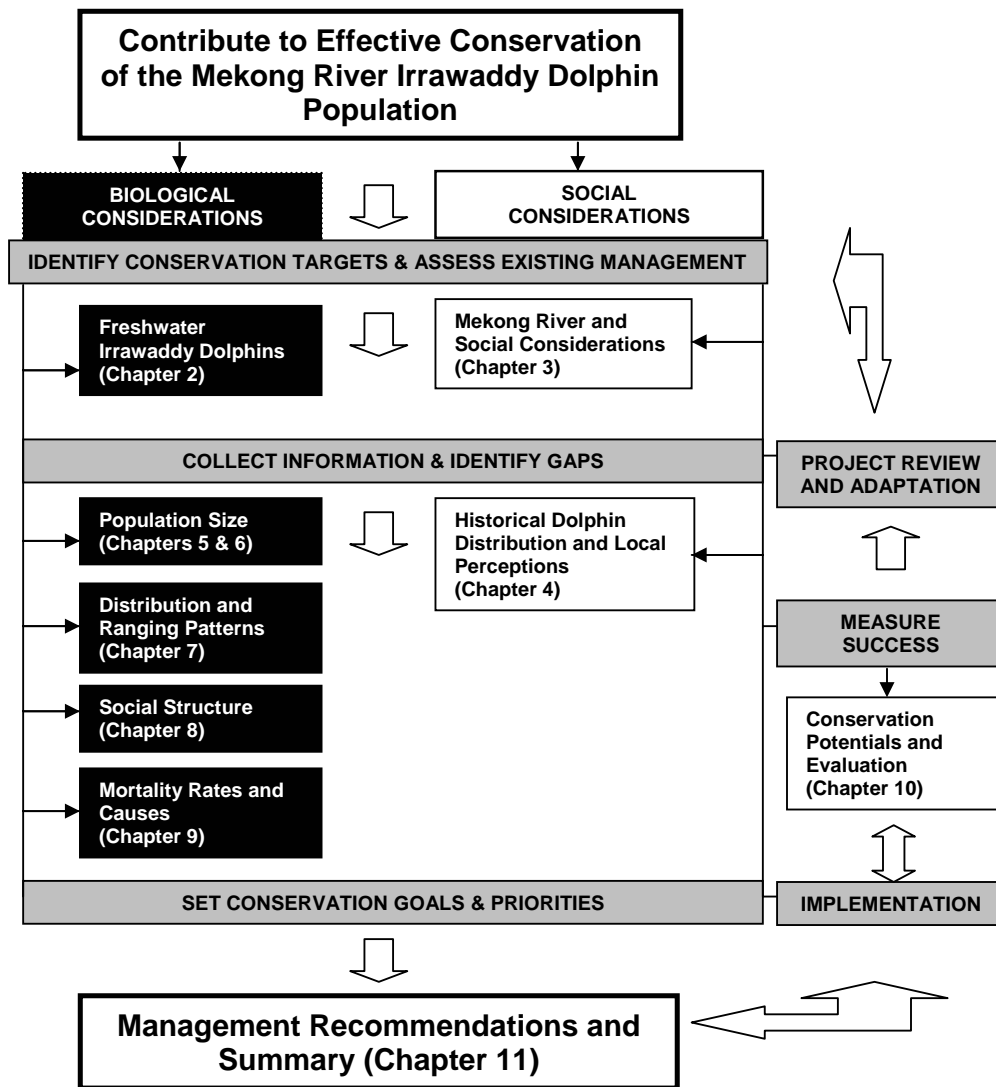 Contribute to Effective Conservation
of the Mekong River Irrawaddy Dolphin
Population
BIOLOGICAL
CONSIDERATIONS
SOCIAL
CONSIDERATIONS
IDENTIFY CONSERVATION TARGETS & ASSESS EXISTING MANAGEMENT
Freshwater
Irrawaddy Dolphins
(Chapter 2)
Mekong River and
Social Considerations
(Chapter 3)
COLLECT INFORMATION & IDENTIFY GAPS
PROJECT REVIEW
AND ADAPTATION
Population Size
(Chapters 5 & 6)
Historical Dolphin
Distribution and Local
Perceptions
(Chapter 4)
Distribution and
Ranging Patterns
(Chapter 7)
MEASURE
SUCCESS
Social Structure
(Chapter 8)
Conservation
Potentials and
Evaluation
(Chapter 10)
Mortality Rates and
Causes
(Chapter 9)
SET CONSERVATION GOALS & PRIORITIES
IMPLEMENTATION
Management Recommendations and
Summary (Chapter 11)